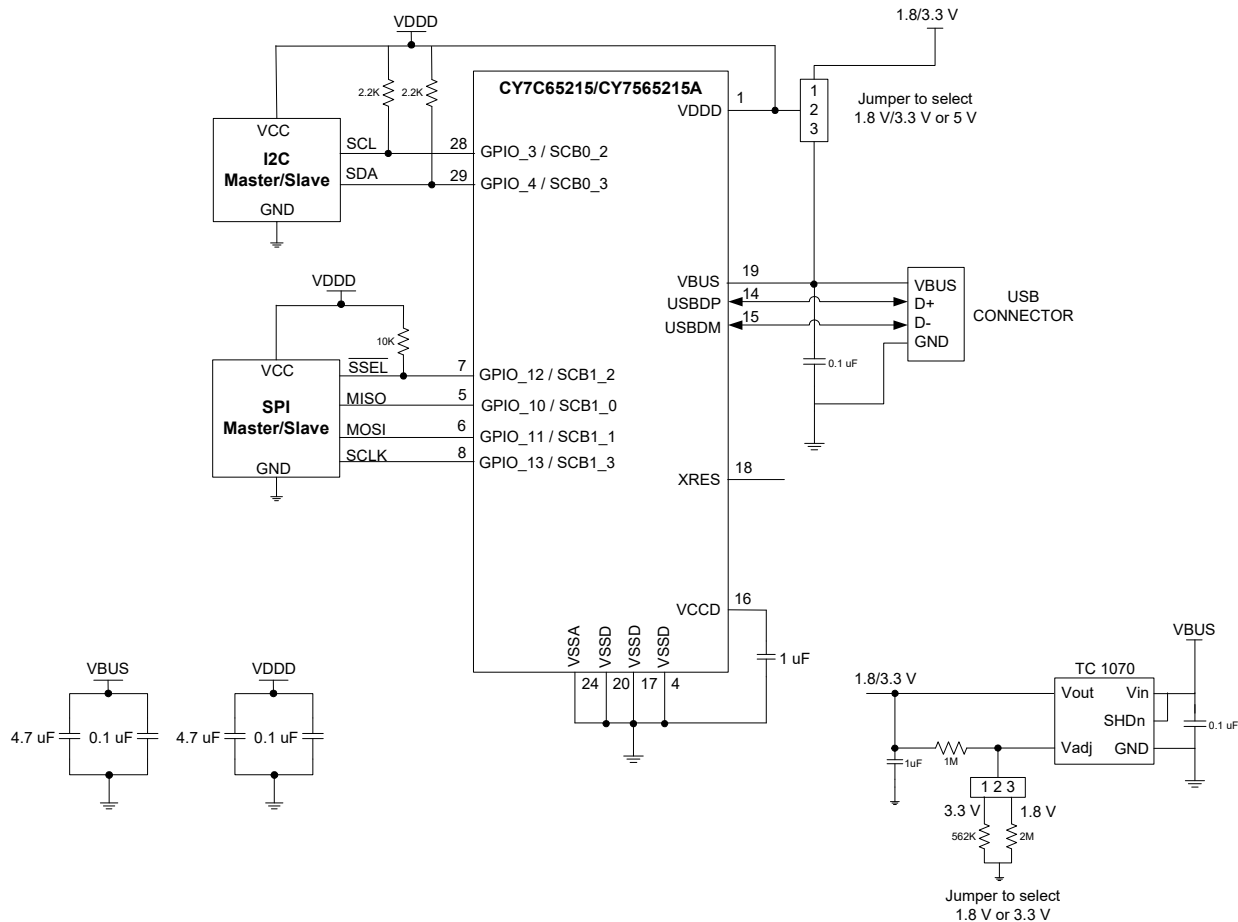 VDDD
1.8/3.3 V
2.2K
2.2K
CY7C65215/CY7565215A
VDDD
1
1
2
3
Jumper to select
1.8 V/3.3 V or 5 V
VCC
I2C
Master/Slave
GND
SCL
28
GPIO_3 / SCB0_2
SDA
29
GPIO_4 / SCB0_3
VDDD
10K
VBUS
19
USBDP
14
USBDM
15
VBUS
D+
D-
GND
USB
CONNECTOR
0.1 uF
VCC
SPI
Master/Slave
GND
SSEL
7
GPIO_12 / SCB1_2
MISO
5
GPIO_10 / SCB1_0
MOSI
6
GPIO_11 / SCB1_1
SCLK
8
GPIO_13 / SCB1_3
XRES
18
VCCD
16
1 uF
VSSA
VSSD
VSSD
VSSD
24
20
17
4
VBUS
4.7 uF
0.1 uF
VDDD
4.7 uF
0.1 uF
VBUS
TC 1070
1.8/3.3 V
Vout
Vin
SHDn
Vadj
GND
0.1 uF
1uF
1M
1 2 3
3.3 V
1.8 V
562K
2M
Jumper to select
1.8 V or 3.3 V